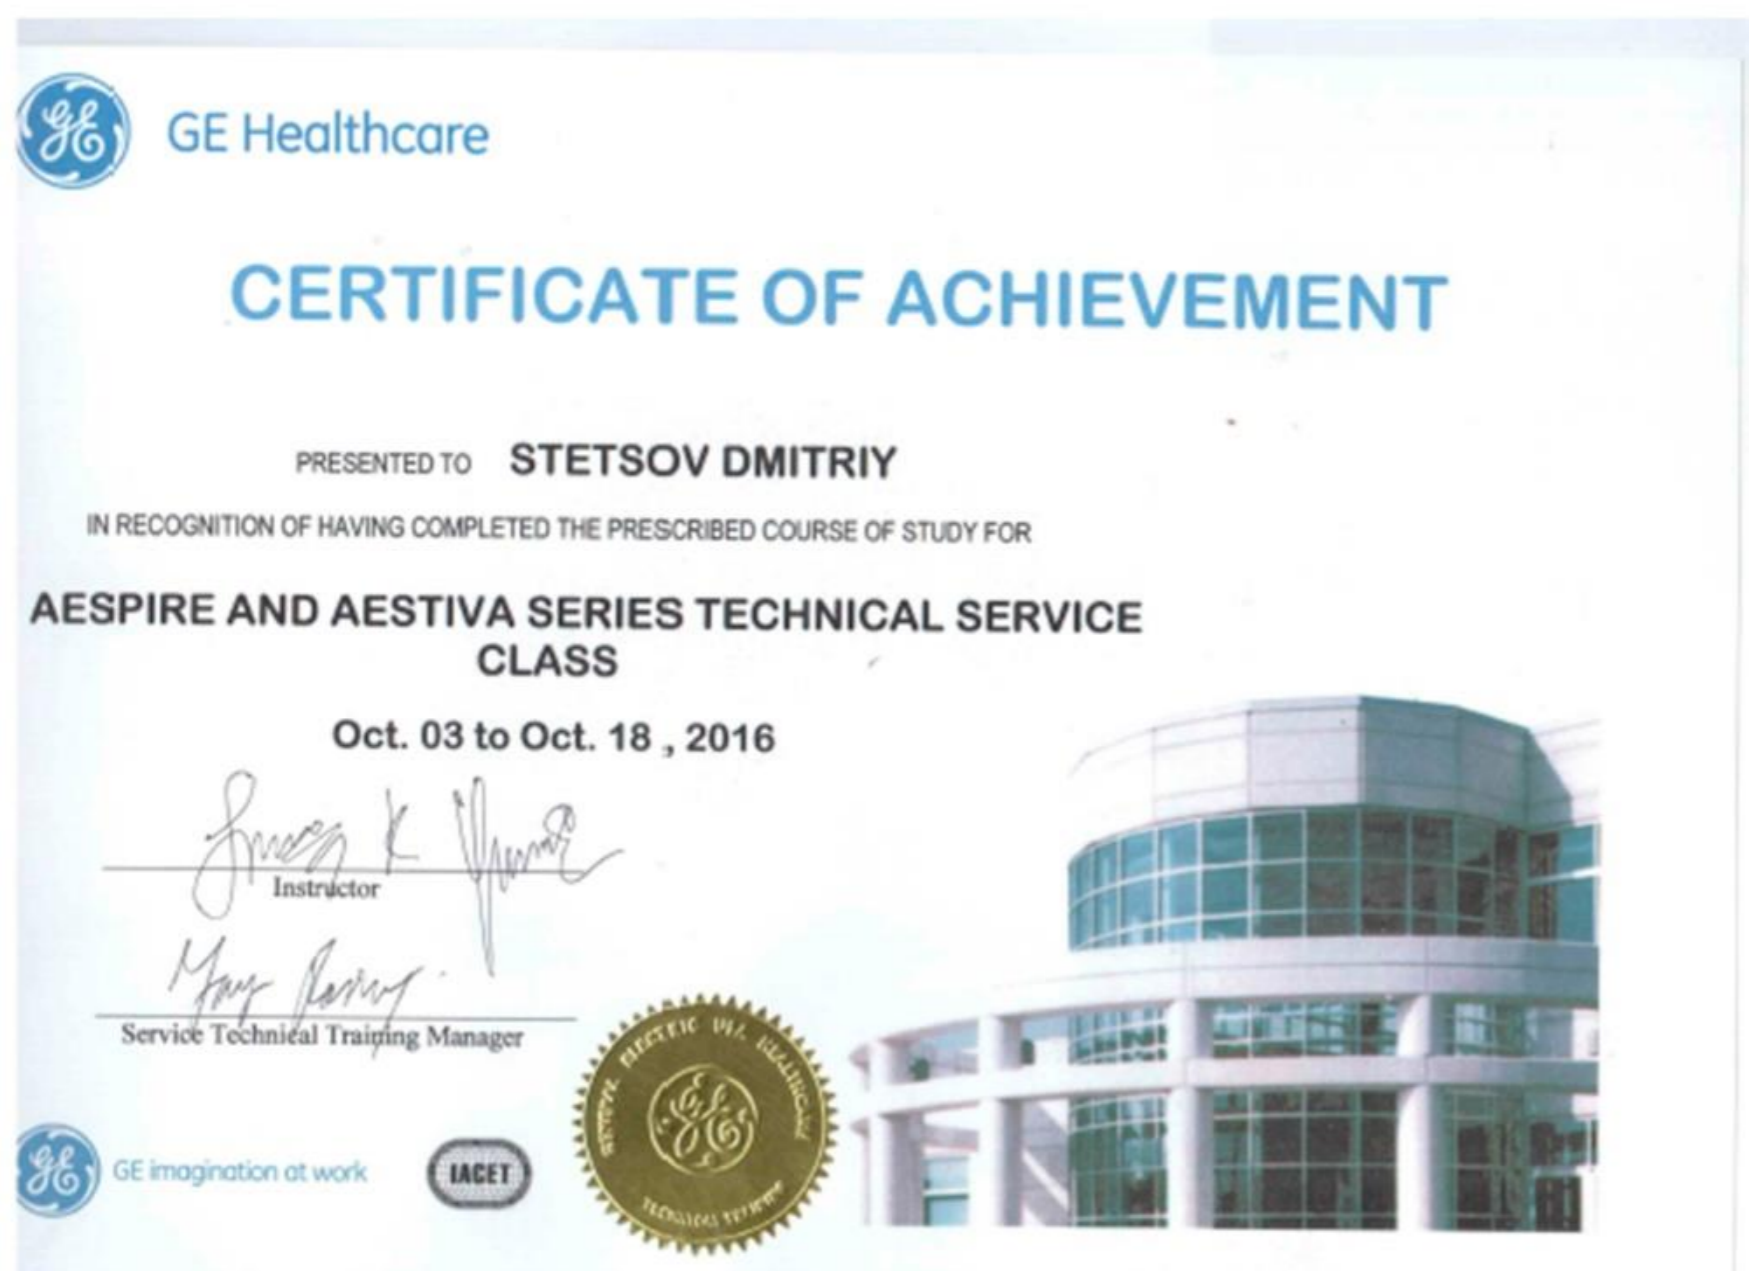 GE Healthcare
CERTIFICATE OF ACHIEVEMENT
PRESENTED TO STETSOV DMITRIY
IN RECOGNITION OF HAVING COMPLETED THE PRESCRIBED COURSE OF STUDY FOR
AESPIRE AND AESTIVA SERIES TECHNICAL SERVICE
CLASS
Oct. 03 to Oct. 18 , 2016
Instructor
Service Technical Training Manager
GE imagination at work
IACET
GE